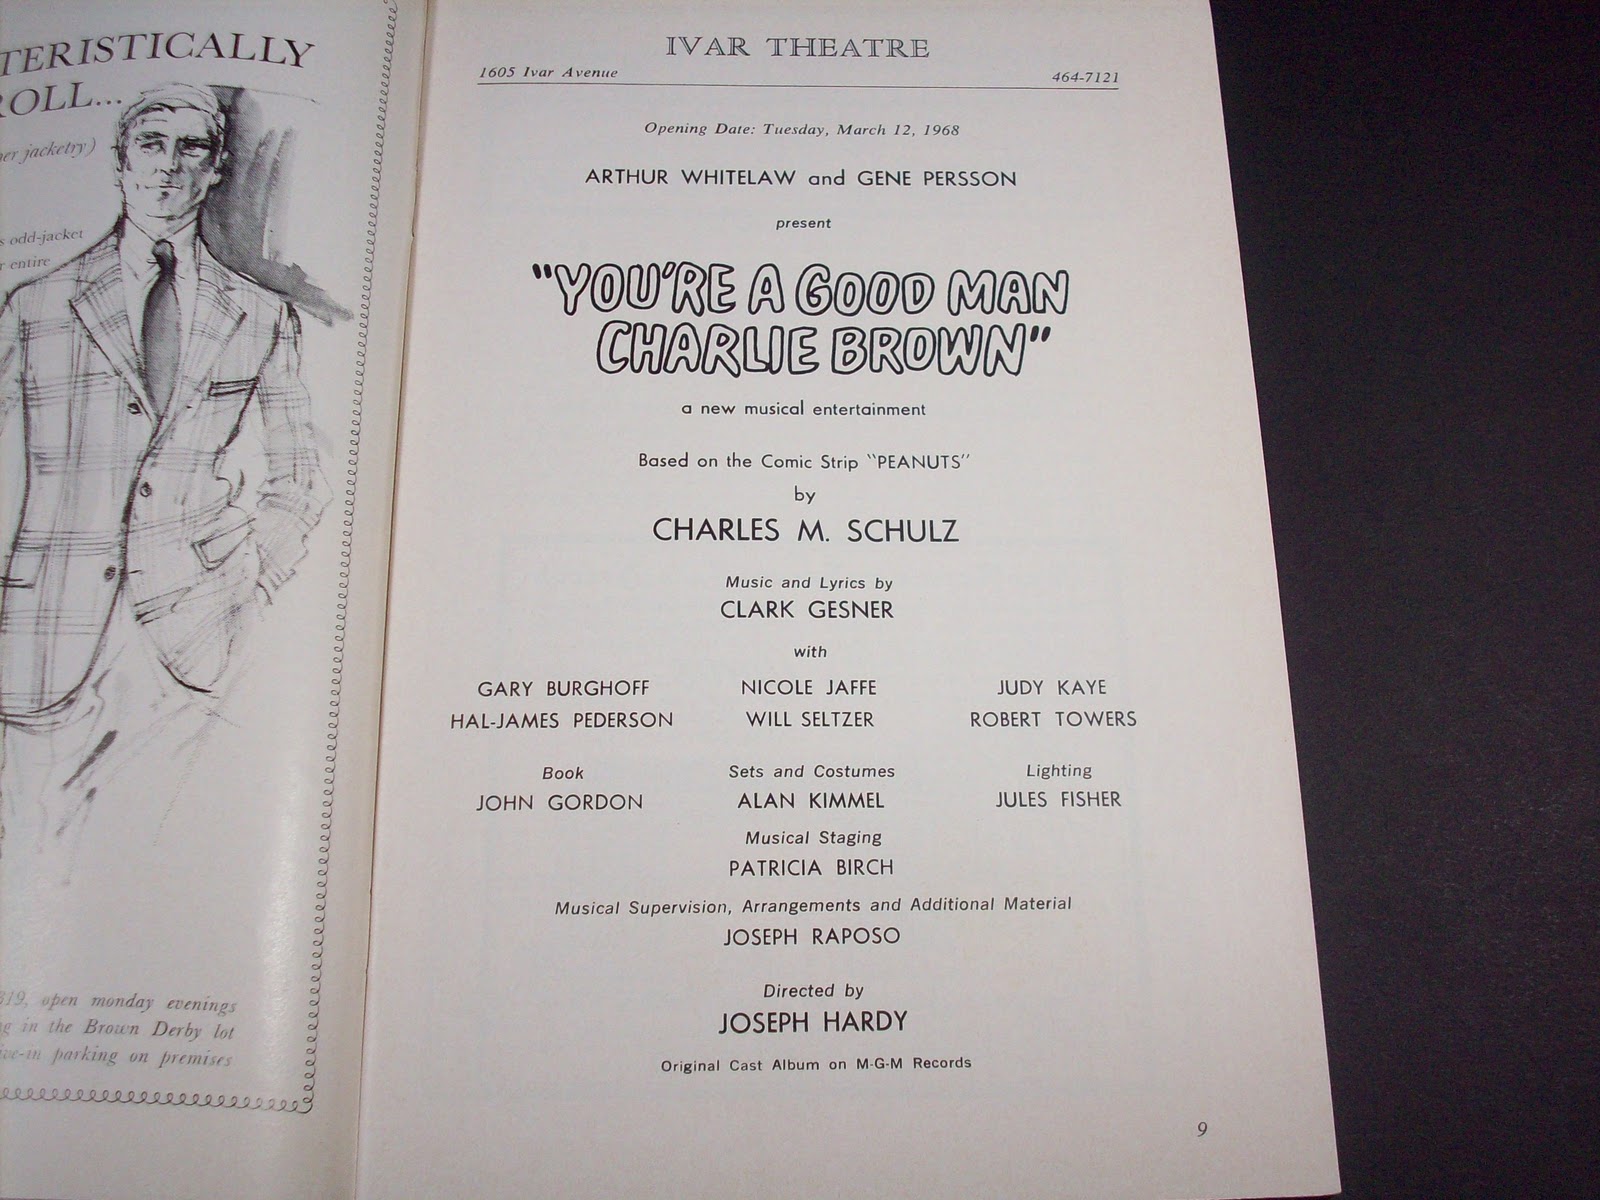 TERISTICALLY
ROLL...
jacketry)
odd-jacket
entire
819, open monday evenings
in the Brown Derby lot
parking on premises
IVAR THEATRE
1605 Ivar Avenue 464-7121
Opening Date: Tuesday, March 12, 1968
ARTHUR WHITELAW and GENE PERSSON
present
"YOU'RE A GOOD MAN
CHARLIE BROWN"
a new musical entertainment
Based on the Comic Strip "PEANUTS"
by
CHARLES M. SCHULZ
Music and Lyrics by
CLARK GESNER
with
GARY BURGHOFF NICOLE JAFFE JUDY KAYE
HAL-JAMES PEDERSON WILL SELTZER ROBERT TOWERS
Book Sets and Costumes Lighting
JOHN GORDON ALAN KIMMEL JULES FISHER
Musical Staging
PATRICIA BIRCH
Musical Supervision, Arrangements and Additional Material
JOSEPH RAPOSO
Directed by
JOSEPH HARDY
Original Cast Album on M-G-M Records
9